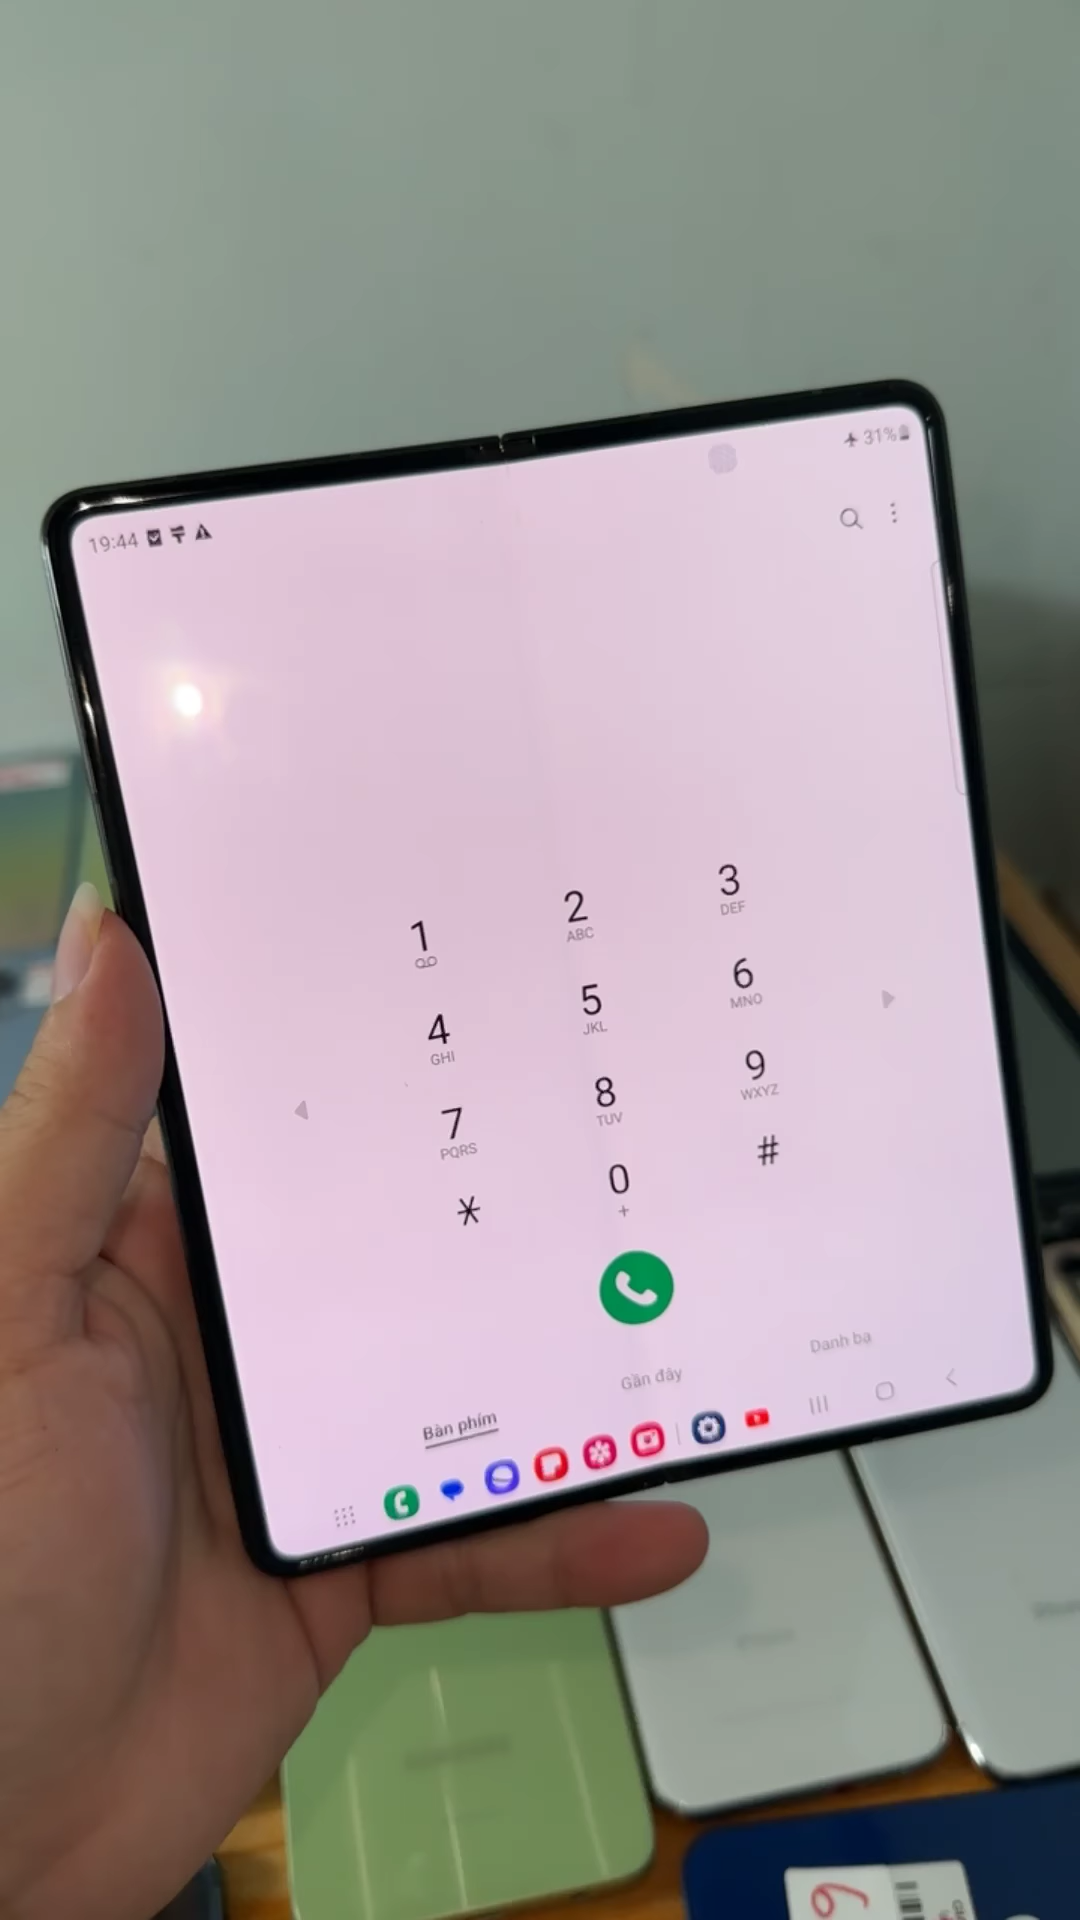 19:44
31%
1
2 ABC
3 DEF
4 GHI
5 JKL
6 MNO
7 PQRS
8 TUV
9 WXYZ
*
0 +
#
Bàn phím
Gần đây
Danh bạ
6